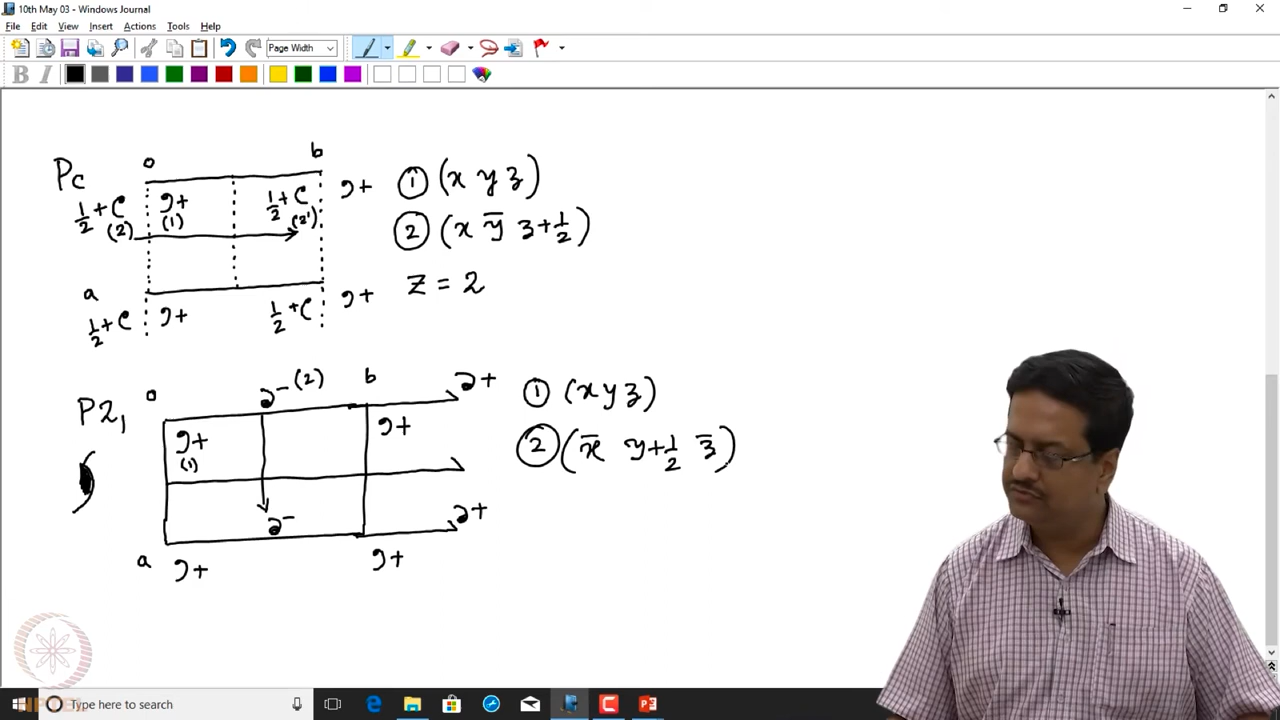 10th May 03 - Windows Journal
File Edit View Insert Actions Tools Help
Page Width
B I
Pc
o b
1/2 + (2) + (1) 1/2 + (2') +
① (x y z)
② (x ȳ z+1/2)
Z = 2
a
1/2 + + 1/2 + +
P2₁
o - (2) b +
+ (1) +
① (x y z)
② (x̄ y+1/2 z̄)
- +
a + +
Type here to search